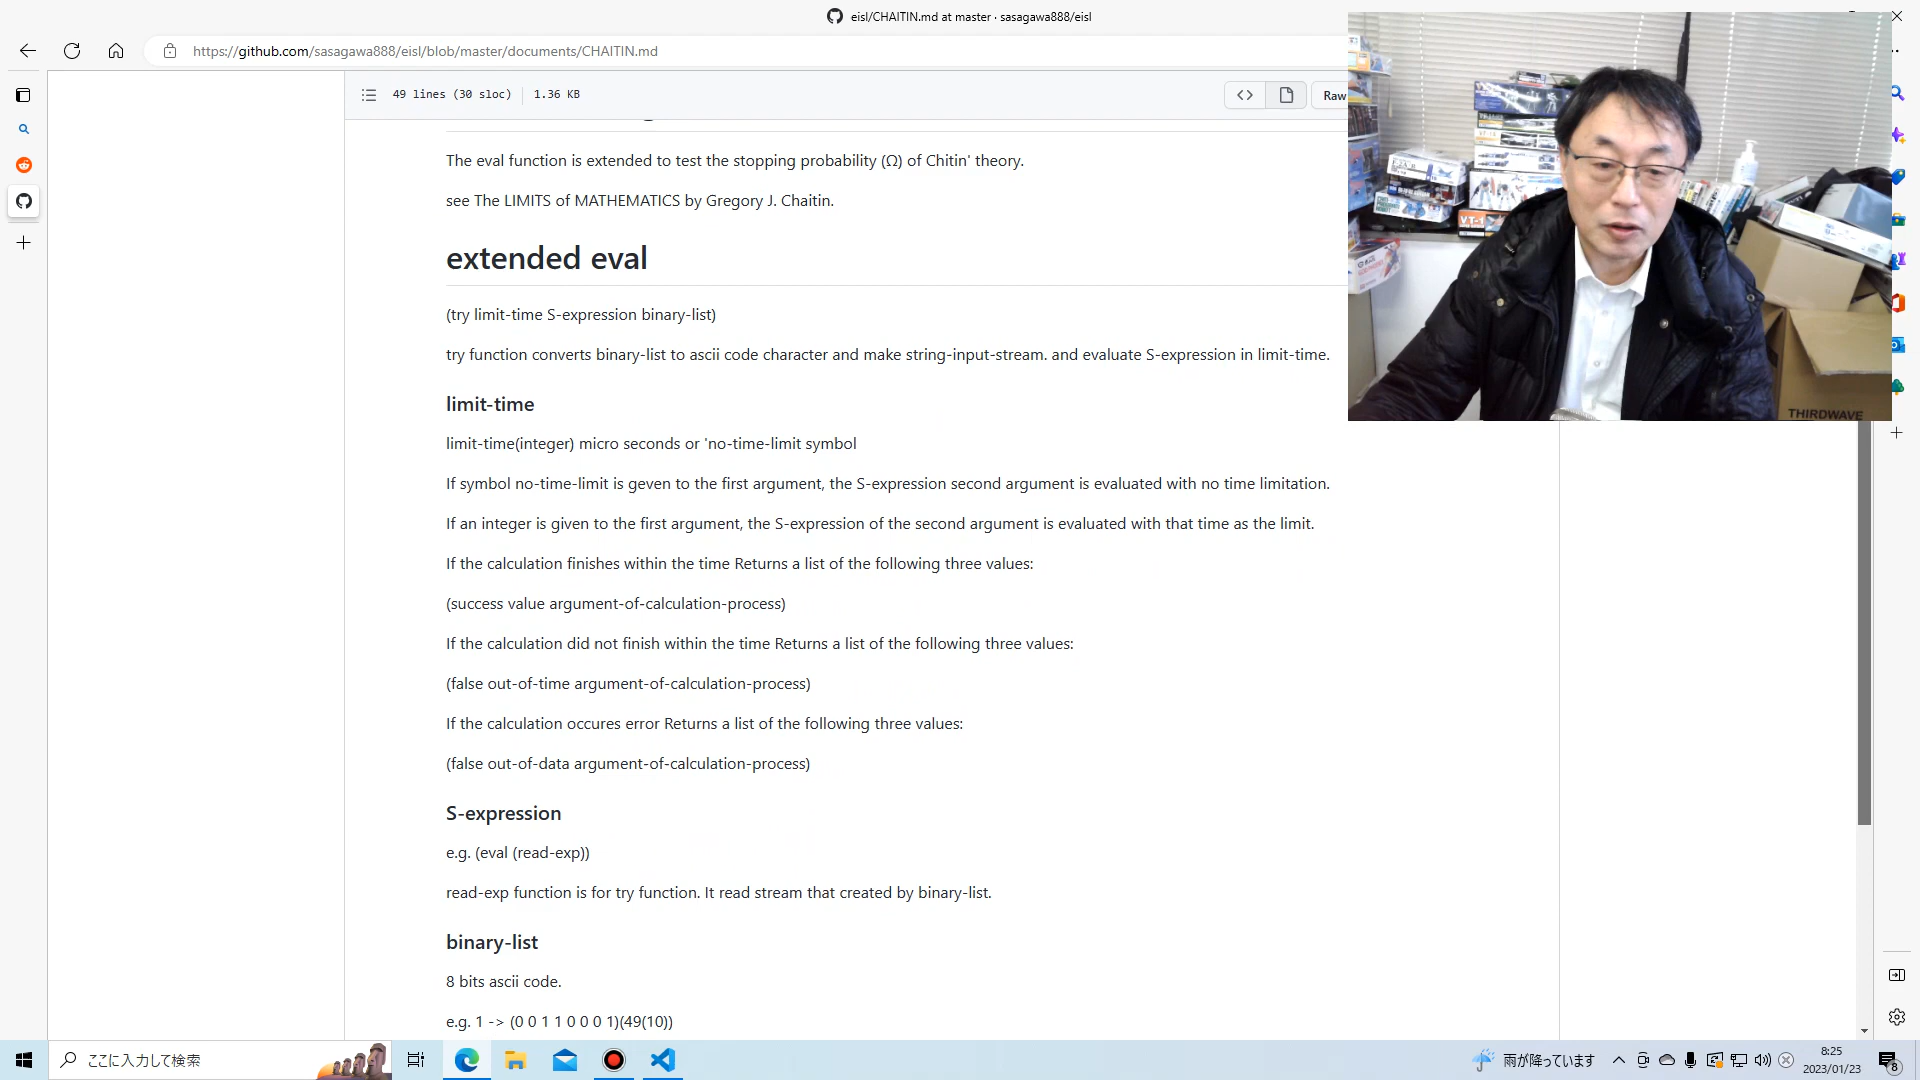 eisl/CHAITIN.md at master · sasagawa888/eisl
https://github.com/sasagawa888/eisl/blob/master/documents/CHAITIN.md
49 lines (30 sloc) 1.36 KB
Raw
The eval function is extended to test the stopping probability (Ω) of Chitin' theory.
see The LIMITS of MATHEMATICS by Gregory J. Chaitin.
extended eval
(try limit-time S-expression binary-list)
try function converts binary-list to ascii code character and make string-input-stream. and evaluate S-expression in limit-time.
limit-time
limit-time(integer) micro seconds or 'no-time-limit symbol
If symbol no-time-limit is geven to the first argument, the S-expression second argument is evaluated with no time limitation.
If an integer is given to the first argument, the S-expression of the second argument is evaluated with that time as the limit.
If the calculation finishes within the time Returns a list of the following three values:
(success value argument-of-calculation-process)
If the calculation did not finish within the time Returns a list of the following three values:
(false out-of-time argument-of-calculation-process)
If the calculation occures error Returns a list of the following three values:
(false out-of-data argument-of-calculation-process)
S-expression
e.g. (eval (read-exp))
read-exp function is for try function. It read stream that created by binary-list.
binary-list
8 bits ascii code.
e.g. 1 -> (0 0 1 1 0 0 0 1)(49(10))
THIRDWAVE
VT-1
ここに入力して検索
雨が降っています
8:25
2023/01/23
8